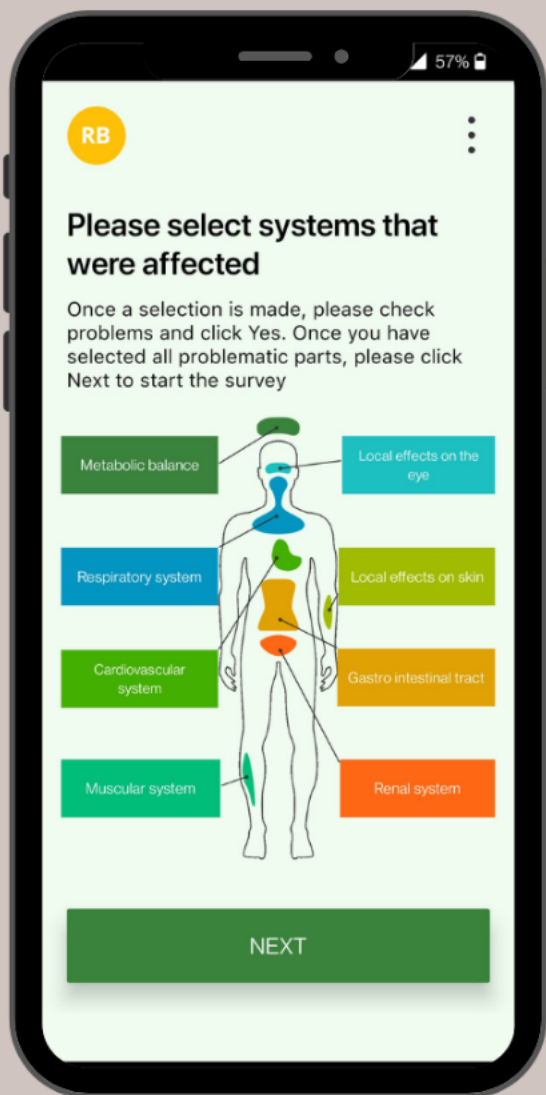 57%
RB
Please select systems that
were affected
Once a selection is made, please check
problems and click Yes. Once you have
selected all problematic parts, please click
Next to start the survey
Metabolic balance
Local effects on the
eye
Respiratory system
Local effects on skin
Cardiovascular
system
Gastro intestinal tract
Muscular system
Renal system
NEXT